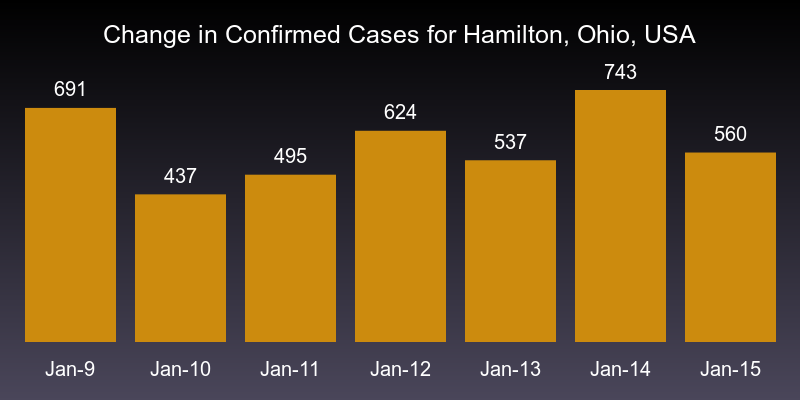 Change in Confirmed Cases for Hamilton, Ohio, USA
691
437
495
624
537
743
560
Jan-9
Jan-10
Jan-11
Jan-12
Jan-13
Jan-14
Jan-15